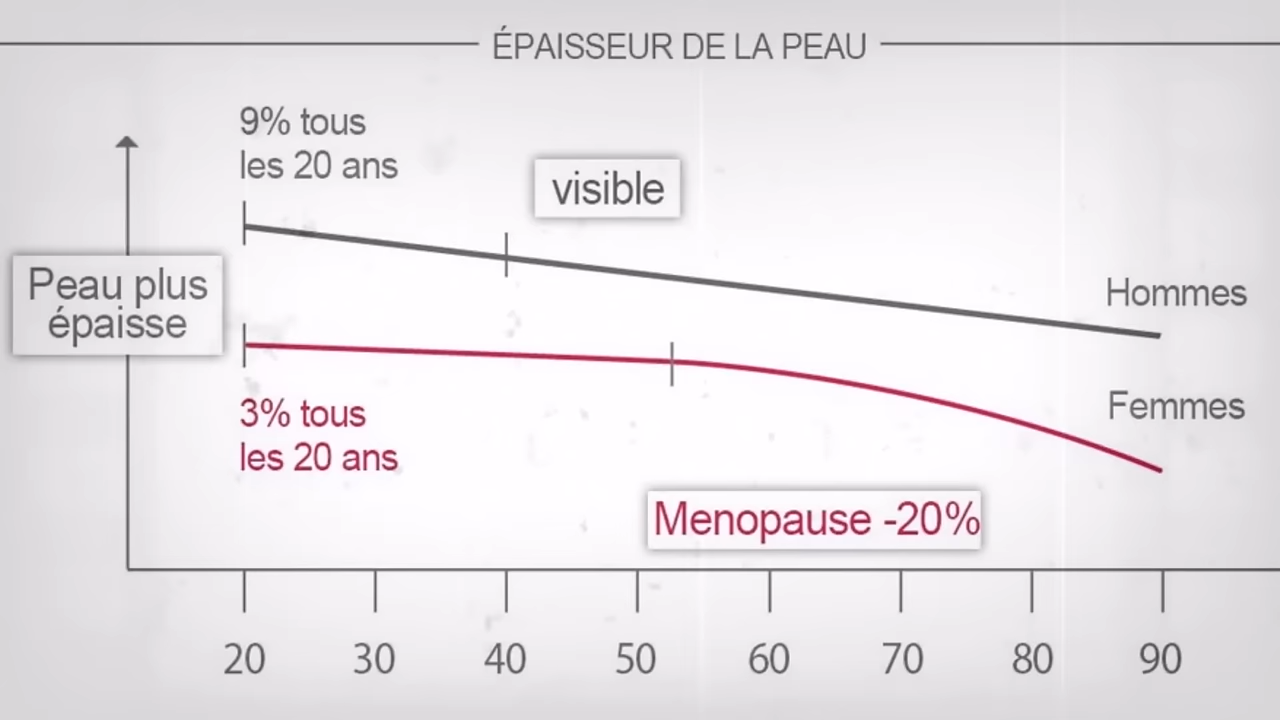 ÉPAISSEUR DE LA PEAU
9% tous
les 20 ans
visible
Peau plus
épaisse
Hommes
3% tous
les 20 ans
Femmes
Menopause -20%
20 30 40 50 60 70 80 90